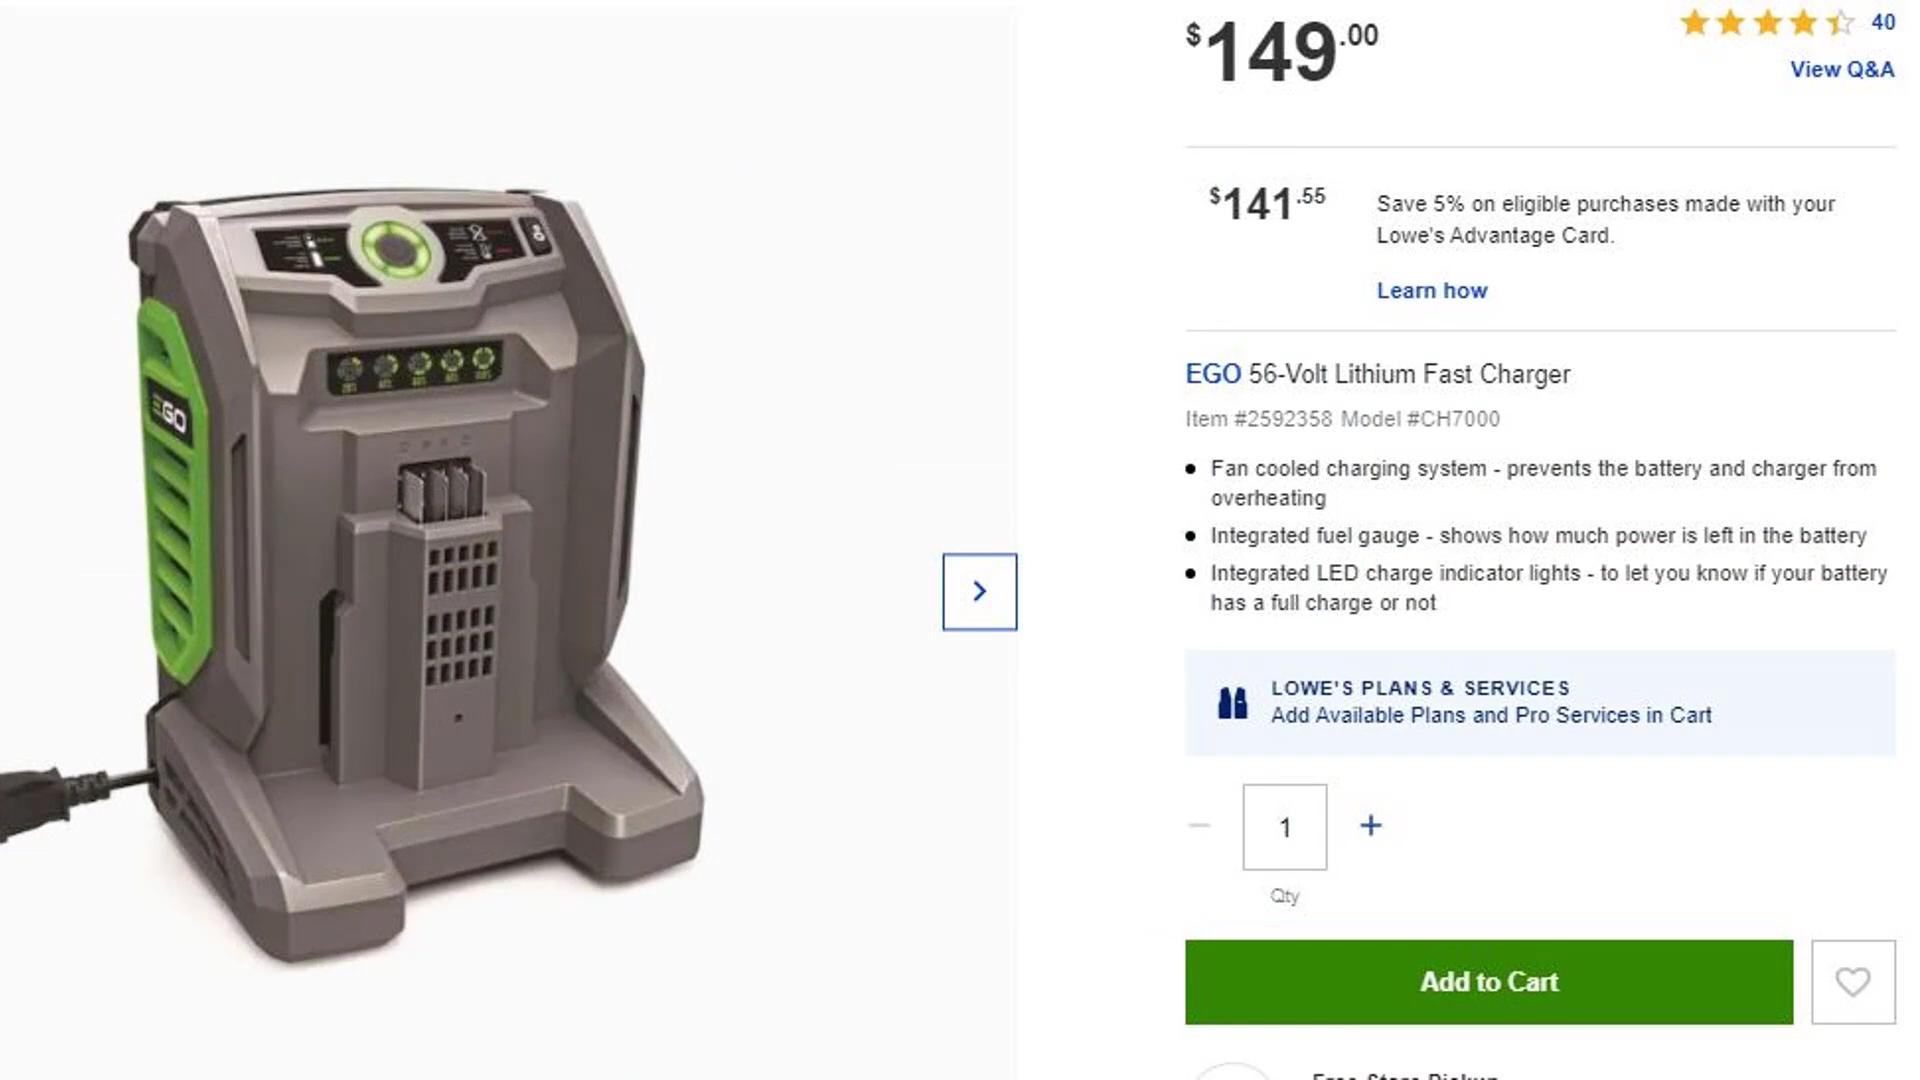 $149.00
40
View Q&A
$141.55
Save 5% on eligible purchases made with your
Lowe's Advantage Card.
Learn how
EGO 56-Volt Lithium Fast Charger
Item #2592358 Model #CH7000
Fan cooled charging system - prevents the battery and charger from
overheating
Integrated fuel gauge - shows how much power is left in the battery
Integrated LED charge indicator lights - to let you know if your battery
has a full charge or not
LOWE'S PLANS & SERVICES
Add Available Plans and Pro Services in Cart
1
Qty
Add to Cart
Free Store Pickup
EGO